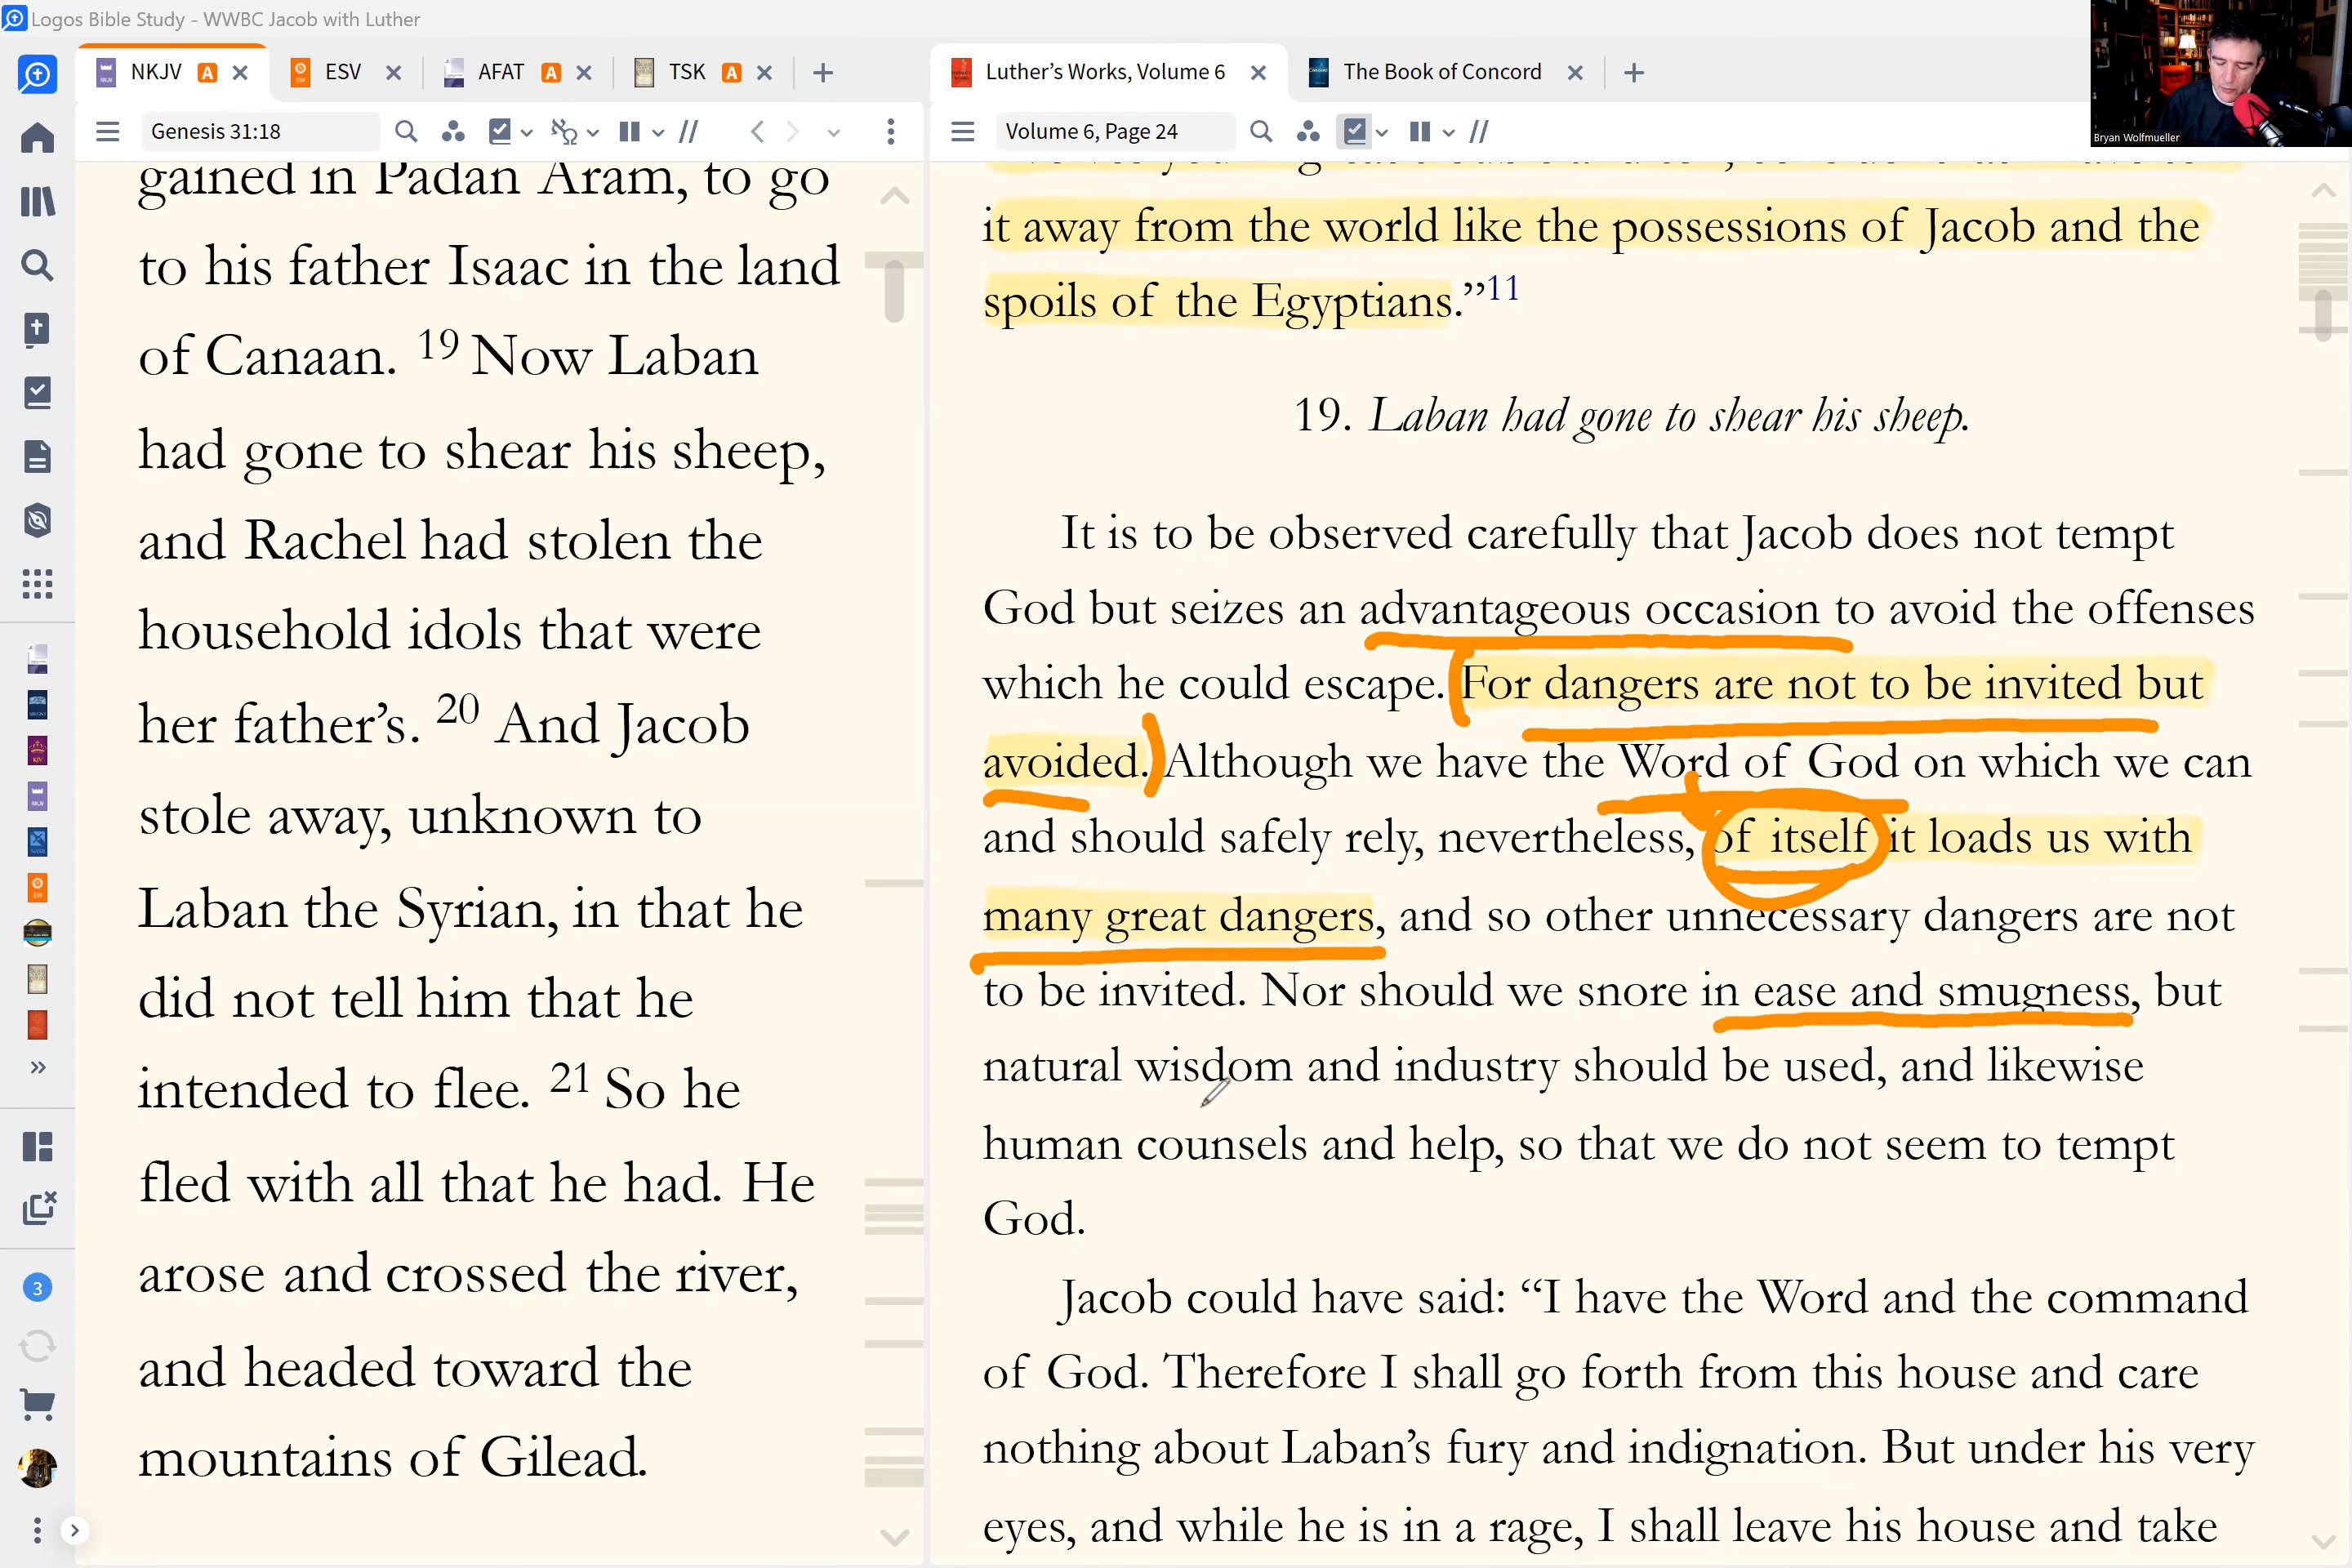 Logos Bible Study - WWBC Jacob with Luther
NKJV A
ESV
AFAT A
TSK A
Luther's Works, Volume 6
The Book of Concord
Genesis 31:18
Volume 6, Page 24
Bryan Wolfmueller
gained in Padan Aram, to go
to his father Isaac in the land
of Canaan. 19 Now Laban
had gone to shear his sheep,
and Rachel had stolen the
household idols that were
her father's. 20 And Jacob
stole away, unknown to
Laban the Syrian, in that he
did not tell him that he
intended to flee. 21 So he
fled with all that he had. He
arose and crossed the river,
and headed toward the
mountains of Gilead.
it away from the world like the possessions of Jacob and the
spoils of the Egyptians."11
19. Laban had gone to shear his sheep.
It is to be observed carefully that Jacob does not tempt
God but seizes an advantageous occasion to avoid the offenses
which he could escape. For dangers are not to be invited but
avoided. Although we have the Word of God on which we can
and should safely rely, nevertheless, of itself it loads us with
many great dangers, and so other unnecessary dangers are not
to be invited. Nor should we snore in ease and smugness, but
natural wisdom and industry should be used, and likewise
human counsels and help, so that we do not seem to tempt
God.
Jacob could have said: "I have the Word and the command
of God. Therefore I shall go forth from this house and care
nothing about Laban's fury and indignation. But under his very
eyes, and while he is in a rage, I shall leave his house and take
3